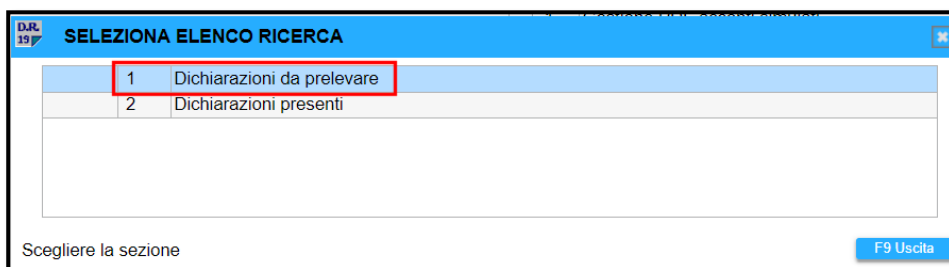 D.R.
19
SELEZIONA ELENCO RICERCA
1 Dichiarazioni da prelevare
2 Dichiarazioni presenti
Scegliere la sezione
F9 Uscita